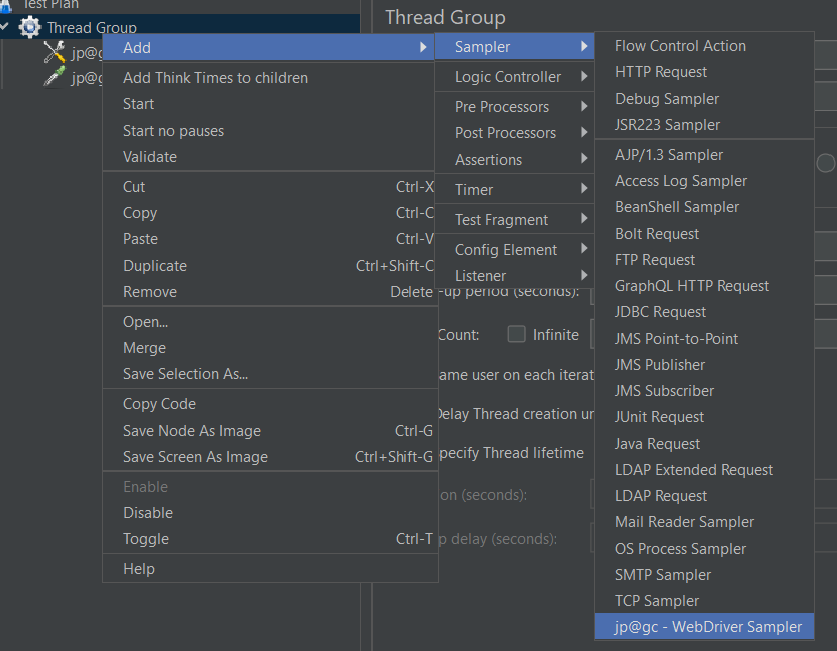 Test Plan
Thread Group
jp@g
jp@g
Thread Group
Add
Add Think Times to children
Start
Start no pauses
Validate
Cut Ctrl-X
Copy Ctrl-C
Paste Ctrl-V
Duplicate Ctrl+Shift-C
Remove Delete
Open...
Merge
Save Selection As...
Copy Code
Save Node As Image Ctrl-G
Save Screen As Image Ctrl+Shift-G
Enable
Disable
Toggle Ctrl-T
Help
Sampler
Logic Controller
Pre Processors
Post Processors
Assertions
Timer
Test Fragment
Config Element
Listener
-up period (seconds):
Count: Infinite
ame user on each iterat
Delay Thread creation un
pecify Thread lifetime
on (seconds):
p delay (seconds):
Flow Control Action
HTTP Request
Debug Sampler
JSR223 Sampler
AJP/1.3 Sampler
Access Log Sampler
BeanShell Sampler
Bolt Request
FTP Request
GraphQL HTTP Request
JDBC Request
JMS Point-to-Point
JMS Publisher
JMS Subscriber
JUnit Request
Java Request
LDAP Extended Request
LDAP Request
Mail Reader Sampler
OS Process Sampler
SMTP Sampler
TCP Sampler
jp@gc - WebDriver Sampler